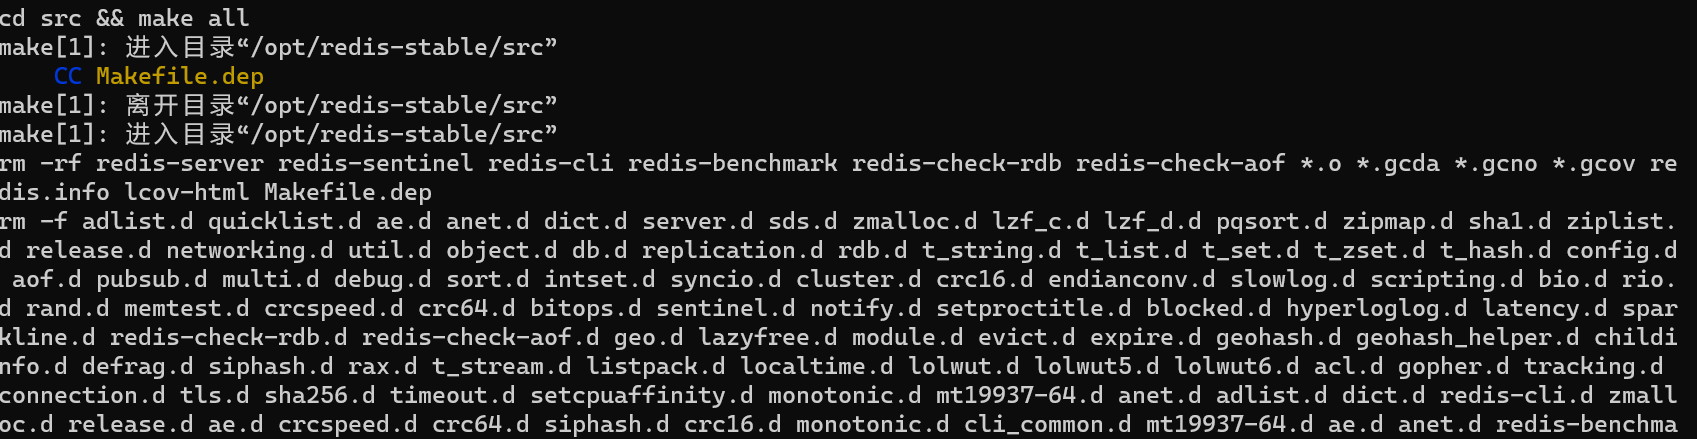 cd src && make all
make[1]: 进入目录“/opt/redis-stable/src”
    CC Makefile.dep
make[1]: 离开目录“/opt/redis-stable/src”
make[1]: 进入目录“/opt/redis-stable/src”
rm -rf redis-server redis-sentinel redis-cli redis-benchmark redis-check-rdb redis-check-aof *.o *.gcda *.gcno *.gcov re
dis.info lcov-html Makefile.dep
rm -f adlist.d quicklist.d ae.d anet.d dict.d server.d sds.d zmalloc.d lzf_c.d lzf_d.d pqsort.d zipmap.d sha1.d ziplist.
d release.d networking.d util.d object.d db.d replication.d rdb.d t_string.d t_list.d t_set.d t_zset.d t_hash.d config.d
 aof.d pubsub.d multi.d debug.d sort.d intset.d syncio.d cluster.d crc16.d endianconv.d slowlog.d scripting.d bio.d rio.
d rand.d memtest.d crcspeed.d crc64.d bitops.d sentinel.d notify.d setproctitle.d blocked.d hyperloglog.d latency.d spar
kline.d redis-check-rdb.d redis-check-aof.d geo.d lazyfree.d module.d evict.d expire.d geohash.d geohash_helper.d childi
nfo.d defrag.d siphash.d rax.d t_stream.d listpack.d localtime.d lolwut.d lolwut5.d lolwut6.d acl.d gopher.d tracking.d
connection.d tls.d sha256.d timeout.d setcpuaffinity.d monotonic.d mt19937-64.d anet.d adlist.d dict.d redis-cli.d zmall
oc.d release.d ae.d crcspeed.d crc64.d siphash.d crc16.d monotonic.d cli_common.d mt19937-64.d ae.d anet.d redis-benchma